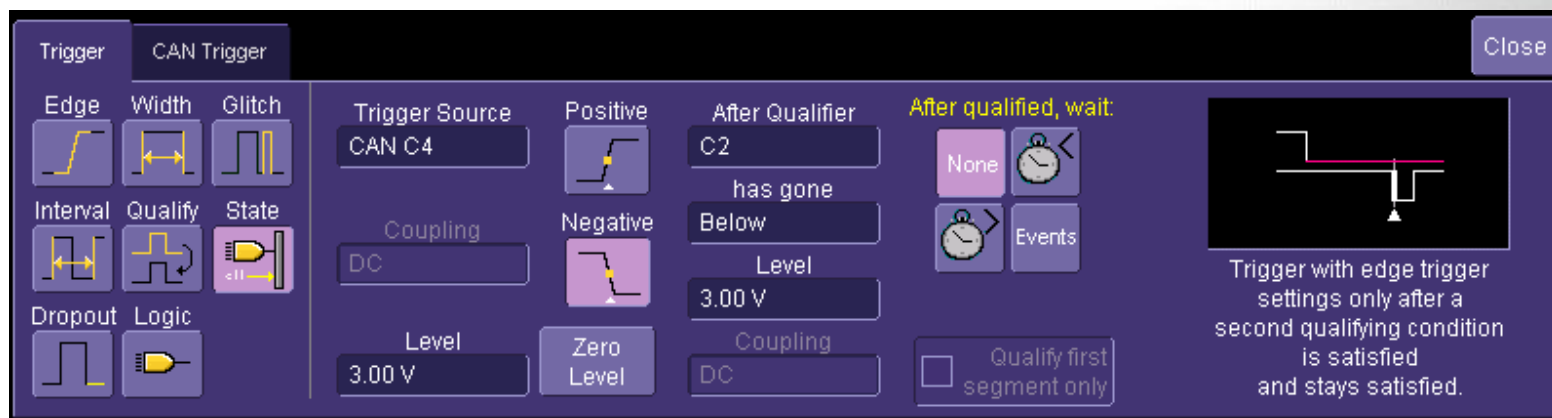 Trigger
CAN Trigger
Close
Edge
Width
Glitch
Interval
Qualify
State
Dropout
Logic
Trigger Source
CAN C4
Coupling
DC
Level
3.00 V
Positive
Negative
Zero
Level
After Qualifier
C2
has gone
Below
Level
3.00 V
Coupling
DC
After qualified, wait:
None
<
>
Events
Qualify first
segment only
Trigger with edge trigger
settings only after a
second qualifying condition
is satisfied
and stays satisfied.